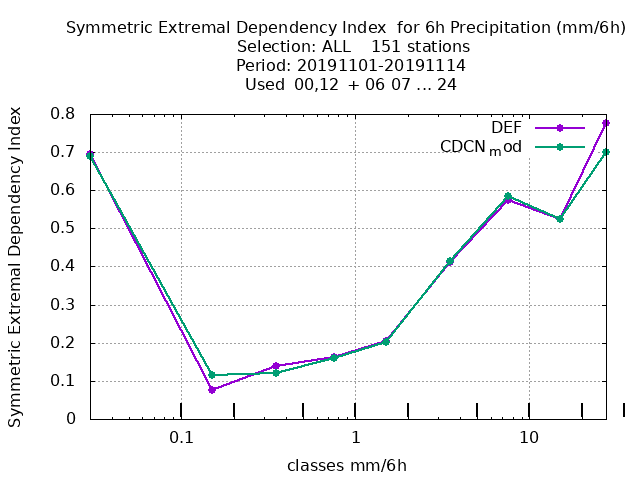 Symmetric Extremal Dependency Index  for 6h Precipitation (mm/6h)
Selection: ALL    151 stations
Period: 20191101-20191114
Used  00,12  + 06 07 ... 24
Symmetric Extremal Dependency Index
0.8
0.7
0.6
0.5
0.4
0.3
0.2
0.1
0
DEF
CDCNmod
0.1
1
10
classes mm/6h